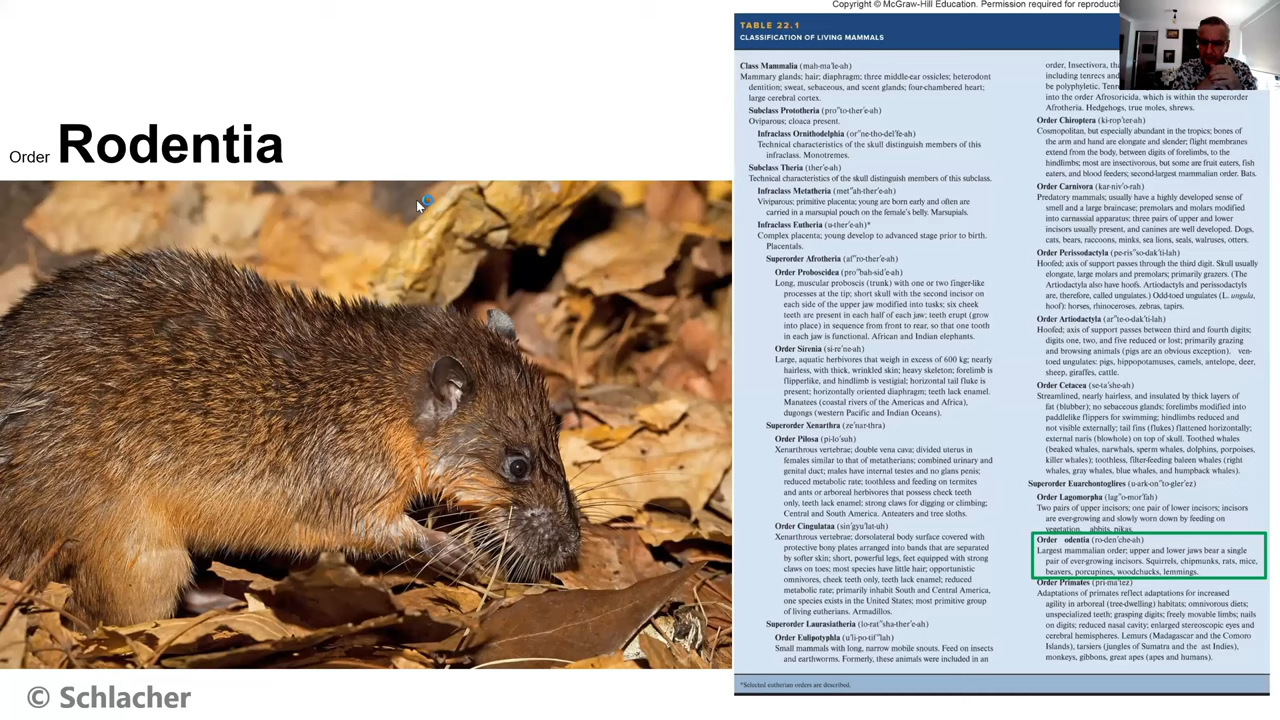 Copyright © McGraw-Hill Education. Permission required for reproducti
Order Rodentia
© Schlacher
TABLE 22.1
CLASSIFICATION OF LIVING MAMMALS
Class Mammalia (mah-ma'le-ah)
Mammary glands; hair; diaphragm; three middle-ear ossicles; heterodont
dentition; sweat, sebaceous, and scent glands; four-chambered heart;
large cerebral cortex.
Subclass Prototheria (pro"to-ther'e-ah)
Oviparous; cloaca present.
Infraclass Ornithodelphia (or"ne-tho-del'fe-ah)
Technical characteristics of the skull distinguish members of this
infraclass. Monotremes.
Subclass Theria (ther'e-ah)
Technical characteristics of the skull distinguish members of this subclass.
Infraclass Metatheria (met"ah-ther'e-ah)
Viviparous; primitive placenta; young are born early and often are
carried in a marsupial pouch on the female's belly. Marsupials.
Infraclass Eutheria (u-ther'e-ah)*
Complex placenta; young develop to advanced stage prior to birth.
Placentals.
Superorder Afrotheria (af"ro-ther'e-ah)
Order Proboscidea (pro"bah-sid'e-ah)
Long, muscular proboscis (trunk) with one or two finger-like
processes at the tip; short skull with the second incisor on
each side of the upper jaw modified into tusks; six cheek
teeth are present in each half of each jaw; teeth erupt (grow
into place) in sequence from front to rear, so that one tooth
in each jaw is functional. African and Indian elephants.
Order Sirenia (si-re'ne-ah)
Large, aquatic herbivores that weigh in excess of 600 kg; nearly
hairless, with thick, wrinkled skin; heavy skeleton; forelimb is
flipperlike, and hindlimb is vestigial; horizontal tail fluke is
present; horizontally oriented diaphragm; teeth lack enamel.
Manatees (coastal rivers of the Americas and Africa),
dugongs (western Pacific and Indian Oceans).
Superorder Xenarthra (ze'nar-thra)
Order Pilosa (pi-lo'suh)
Xenarthrous vertebrae; double vena cava; divided uterus in
females similar to that of metatherians; combined urinary and
genital duct; males have internal testes and no glans penis;
reduced metabolic rate; toothless and feeding on termites
and ants or arboreal herbivores that possess check teeth
only, teeth lack enamel; strong claws for digging or climbing;
Central and South America. Anteaters and tree sloths.
Order Cingulataa (sin'gyu'lat-uh)
Xenarthrous vertebrae; dorsolateral body surface covered with
protective bony plates arranged into bands that are separated
by softer skin; short, powerful legs, feet equipped with strong
claws on toes; most species have little hair; opportunistic
omnivores, cheek teeth only, teeth lack enamel; reduced
metabolic rate; primarily inhabit South and Central America,
one species exists in the United States; most primitive group
of living eutherians. Armadillos.
Superorder Laurasiatheria (lo-rat"sha-ther'e-ah)
Order Eulipotyphla (u'li-po-tif"lah)
Small mammals with long, narrow mobile snouts. Feed on insects
and earthworms. Formerly, these animals were included in an
*Selected eutherian orders are described.
order, Insectivora, tha
including tenrecs and
be polyphyletic. Tenr
into the order Afrosoricida, which is within the superorder
Afrotheria. Hedgehogs, true moles, shrews.
Order Chiroptera (ki-rop'ter-ah)
Cosmopolitan, but especially abundant in the tropics; bones of
the arm and hand are elongate and slender; flight membranes
extend from the body, between digits of forelimbs, to the
hindlimbs; most are insectivorous, but some are fruit eaters, fish
eaters, and blood feeders; second-largest mammalian order. Bats.
Order Carnivora (kar-niv'o-rah)
Predatory mammals; usually have a highly developed sense of
smell and a large braincase; premolars and molars modified
into carnassial apparatus; three pairs of upper and lower
incisors usually present, and canines are well developed. Dogs,
cats, bears, raccoons, minks, sea lions, seals, walruses, otters.
Order Perissodactyla (pe-ris"so-dak'ti-lah)
Hoofed; axis of support passes through the third digit. Skull usually
elongate, large molars and premolars; primarily grazers. (The
Artiodactyla also have hoofs. Artiodactyls and perissodactyls
are, therefore, called ungulates.) Odd-toed ungulates (L. ungula,
hoof): horses, rhinoceroses, zebras, tapirs.
Order Artiodactyla (ar"te-o-dak'ti-lah)
Hoofed; axis of support passes between third and fourth digits;
digits one, two, and five reduced or lost; primarily grazing
and browsing animals (pigs are an obvious exception). ven-
toed ungulates: pigs, hippopotamuses, camels, antelope, deer,
sheep, giraffes, cattle.
Order Cetacea (se-ta'she-ah)
Streamlined, nearly hairless, and insulated by thick layers of
fat (blubber); no sebaceous glands; forelimbs modified into
paddlelike flippers for swimming; hindlimbs reduced and
not visible externally; tail fins (flukes) flattened horizontally;
external naris (blowhole) on top of skull. Toothed whales
(beaked whales, narwhals, sperm whales, dolphins, porpoises,
killer whales); toothless, filter-feeding baleen whales (right
whales, gray whales, blue whales, and humpback whales).
Superorder Euarchontoglires (u-ark-on"to-gler'ez)
Order Lagomorpha (lag"o-mor'fah)
Two pairs of upper incisors; one pair of lower incisors; incisors
are ever-growing and slowly worn down by feeding on
vegetation. abbits, pikas.
Order odentia (ro-den'che-ah)
Largest mammalian order; upper and lower jaws bear a single
pair of ever-growing incisors. Squirrels, chipmunks, rats, mice,
beavers, porcupines, woodchucks, lemmings.
Order Primates (pri-ma'tez)
Adaptations of primates reflect adaptations for increased
agility in arboreal (tree-dwelling) habitats; omnivorous diets;
unspecialized teeth; grasping digits; freely movable limbs; nails
on digits; reduced nasal cavity; enlarged stereoscopic eyes and
cerebral hemispheres. Lemurs (Madagascar and the Comoro
Islands), tarsiers (jungles of Sumatra and the ast Indies),
monkeys, gibbons, great apes (apes and humans).